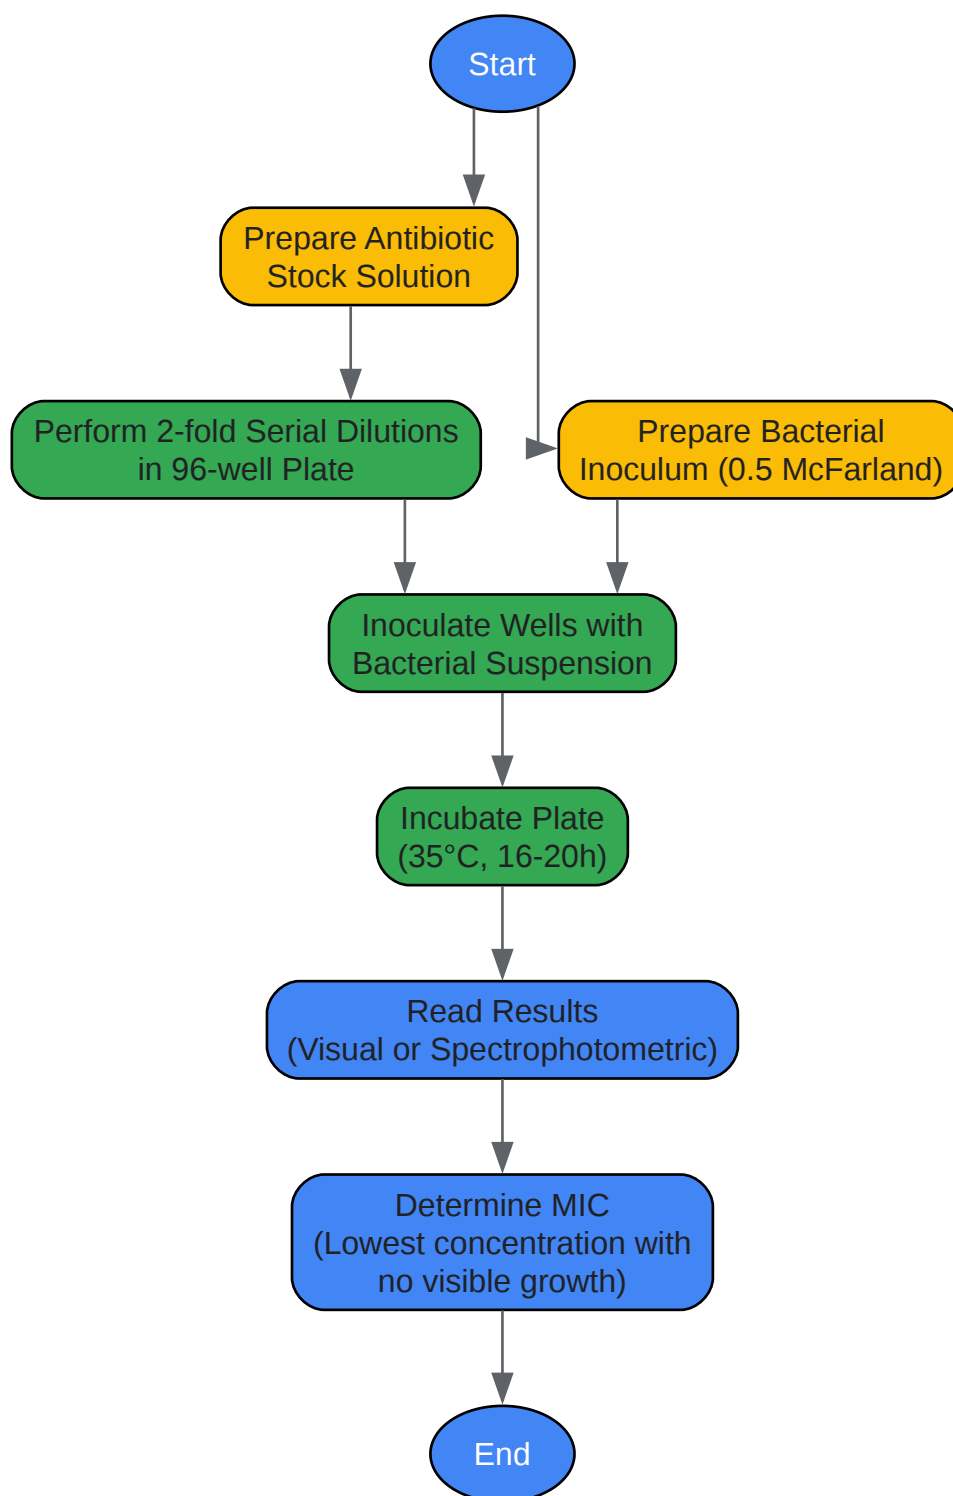 Start
Prepare Antibiotic
Stock Solution
Perform 2-fold Serial Dilutions
in 96-well Plate
Prepare Bacterial
Inoculum (0.5 McFarland)
Inoculate Wells with
Bacterial Suspension
Incubate Plate
(35°C, 16-20h)
Read Results
(Visual or Spectrophotometric)
Determine MIC
(Lowest concentration with
no visible growth)
End